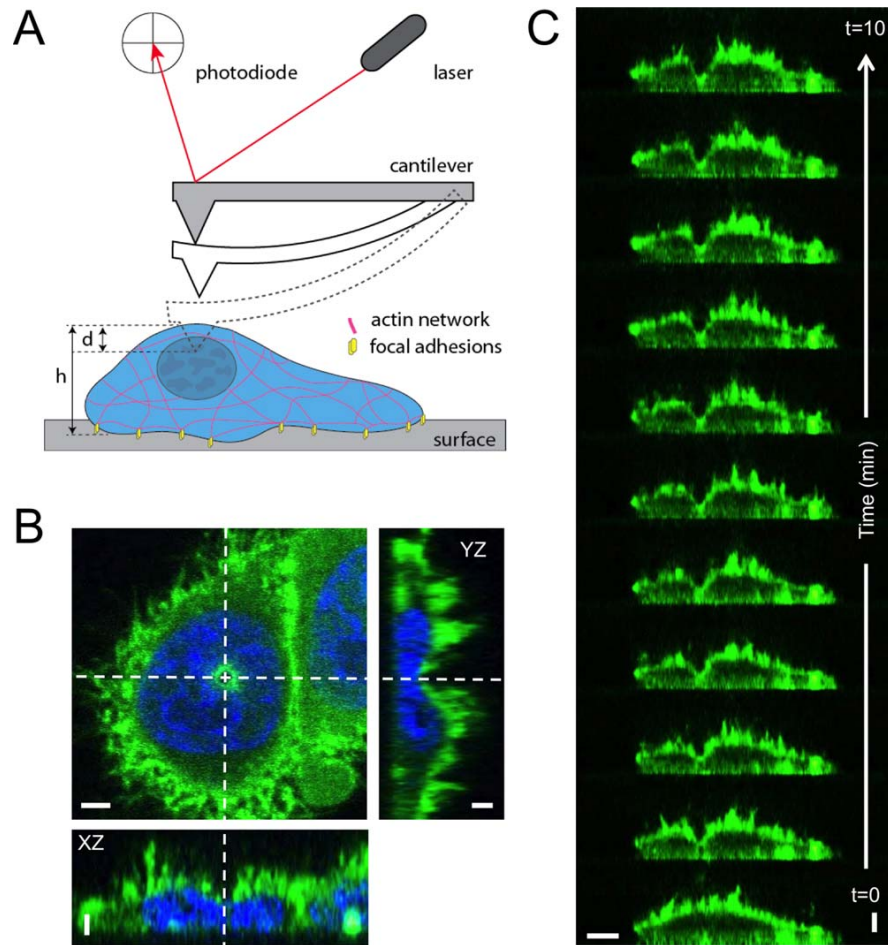 A
photodiode
laser
cantilever
d
h
actin network
focal adhesions
surface
B
YZ
XZ
C
t=10
Time (min)
t=0